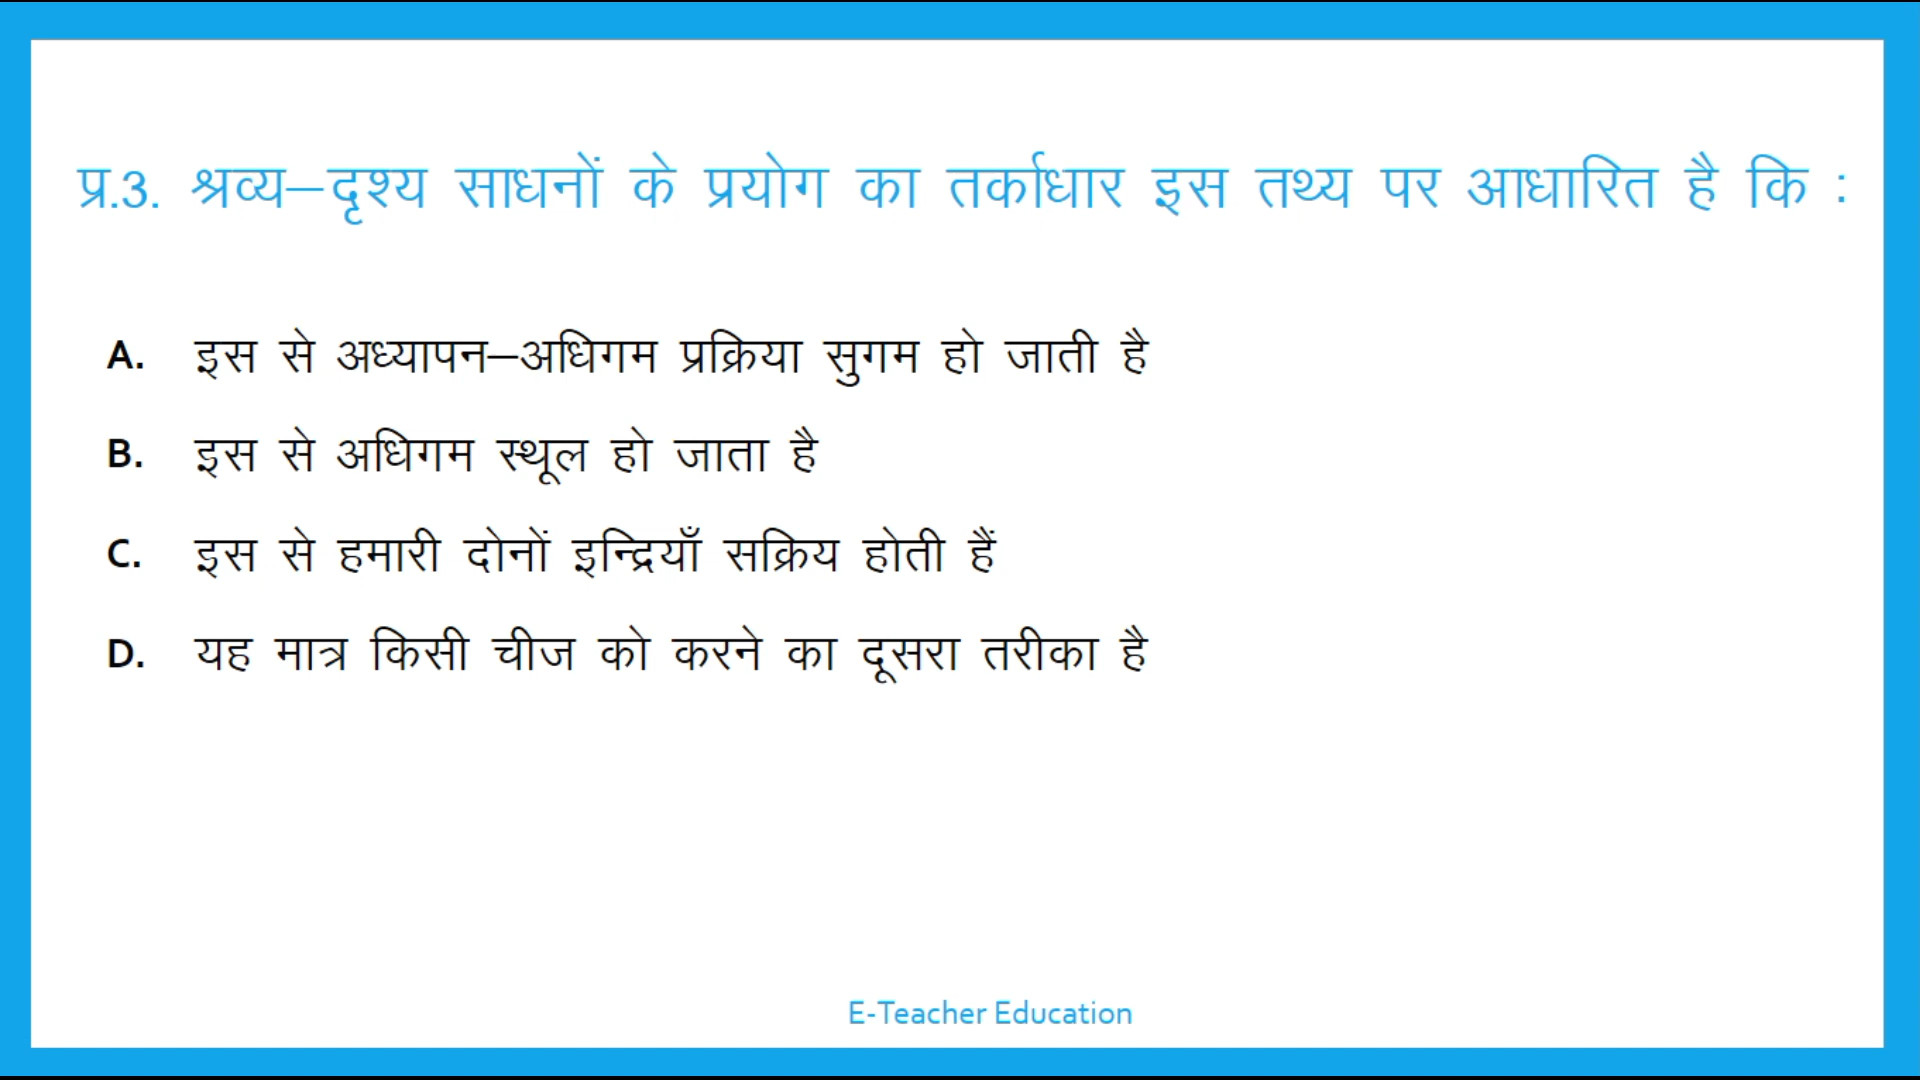 प्र.3. श्रव्य–दृश्य साधनों के प्रयोग का तर्काधार इस तथ्य पर आधारित है कि :
A. इस से अध्यापन–अधिगम प्रक्रिया सुगम हो जाती है
B. इस से अधिगम स्थूल हो जाता है
C. इस से हमारी दोनों इन्द्रियाँ सक्रिय होती हैं
D. यह मात्र किसी चीज को करने का दूसरा तरीका है
E-Teacher Education